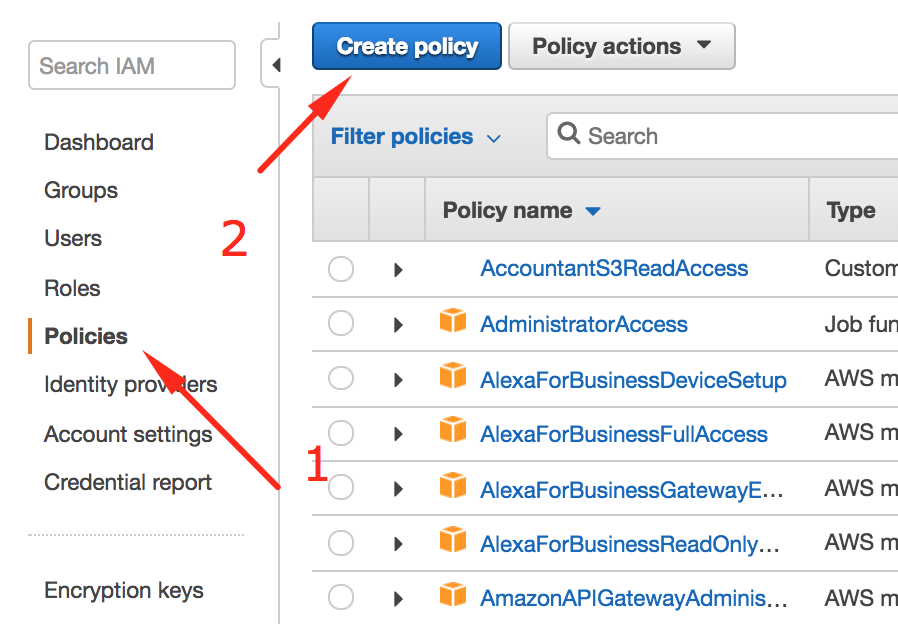 Search IAM
Dashboard
Groups
Users
Roles
Policies
Identity providers
Account settings
Credential report
Encryption keys
2
1
Create policy
Policy actions
Filter policies
Search
Policy name Type
AccountantS3ReadAccess Custom
AdministratorAccess Job fun
AlexaForBusinessDeviceSetup AWS m
AlexaForBusinessFullAccess AWS m
AlexaForBusinessGatewayE... AWS m
AlexaForBusinessReadOnly... AWS m
AmazonAPIGatewayAdminis... AWS m